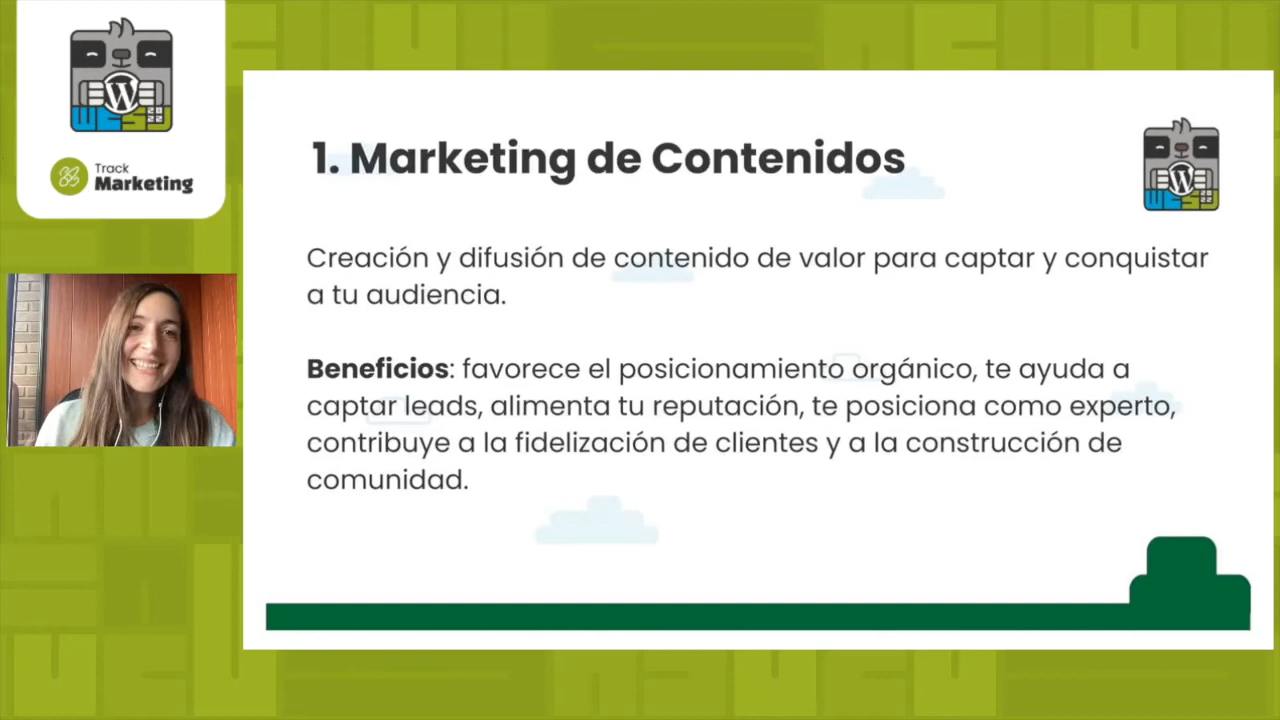 WESD
Track
Marketing
1. Marketing de Contenidos
Creación y difusión de contenido de valor para captar y conquistar
a tu audiencia.
Beneficios: favorece el posicionamiento orgánico, te ayuda a
captar leads, alimenta tu reputación, te posiciona como experto,
contribuye a la fidelización de clientes y a la construcción de
comunidad.